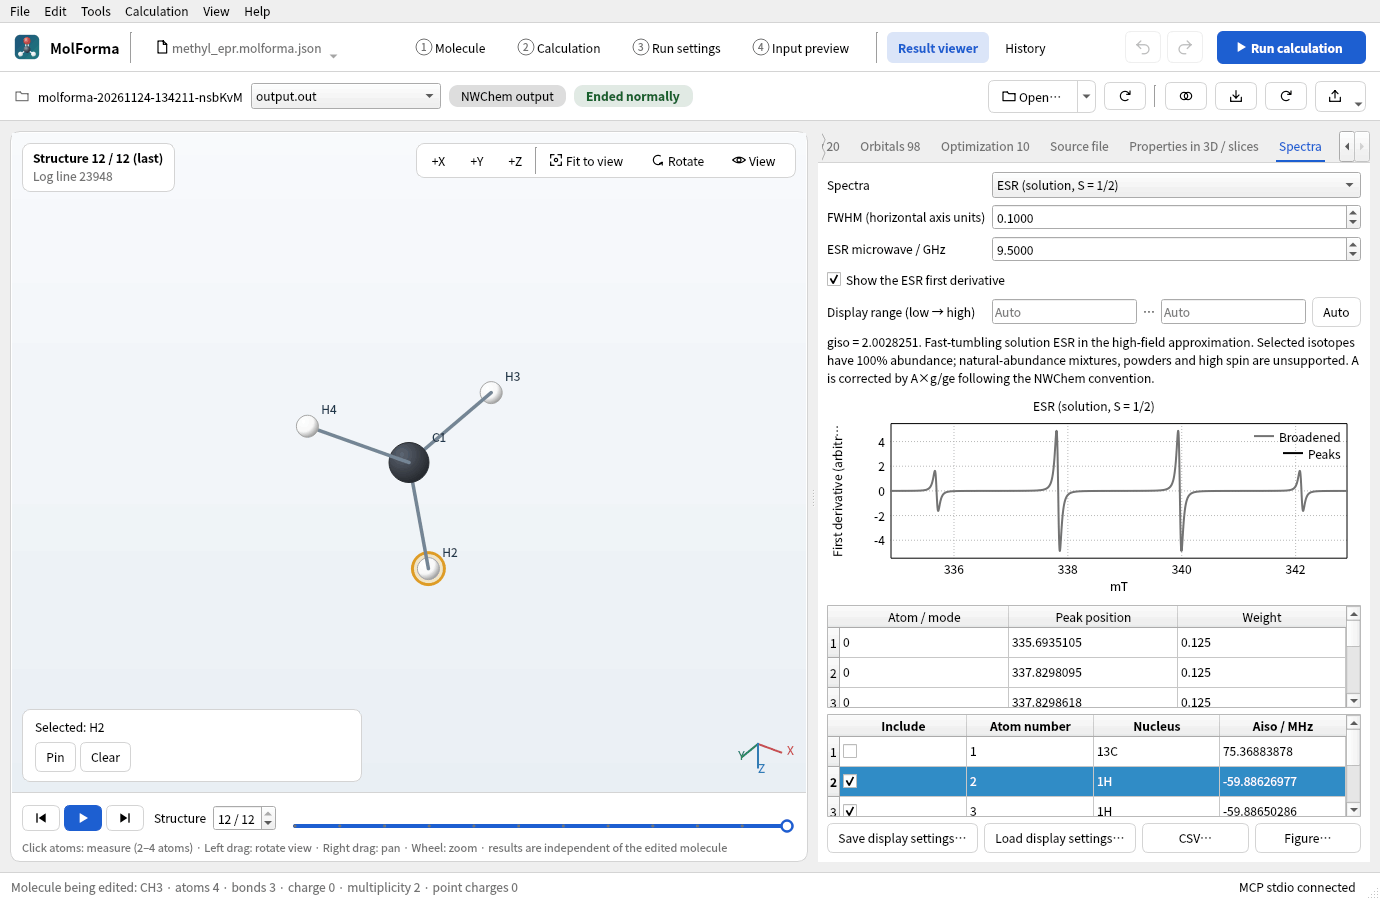 File Edit Tools Calculation View Help
MolForma
methyl_epr.molforma.json
1 Molecule
2 Calculation
3 Run settings
4 Input preview
Result viewer
History
Run calculation
molforma-20261124-134211-nsbKvM
output.out
NWChem output
Ended normally
Open…
Structure 12 / 12 (last)
Log line 23948
+X +Y +Z Fit to view Rotate View
H3
H4
C1
H2
Selected: H2
Pin Clear
X
Y
Z
Structure 12 / 12
Click atoms: measure (2–4 atoms) · Left drag: rotate view · Right drag: pan · Wheel: zoom · results are independent of the edited molecule
20 Orbitals 98 Optimization 10 Source file Properties in 3D / slices Spectra
Spectra ESR (solution, S = 1/2)
FWHM (horizontal axis units) 0.1000
ESR microwave / GHz 9.5000
Show the ESR first derivative
Display range (low → high) Auto … Auto Auto
giso = 2.0028251. Fast-tumbling solution ESR in the high-field approximation. Selected isotopes
have 100% abundance; natural-abundance mixtures, powders and high spin are unsupported. A
is corrected by A×g/ge following the NWChem convention.
ESR (solution, S = 1/2)
First derivative (arbitr…
4
2
0
-2
-4
Broadened
Peaks
336 338 340 342
mT
Atom / mode Peak position Weight
1 0 335.6935105 0.125
2 0 337.8298095 0.125
3 0 337.8298618 0.125
Include Atom number Nucleus Aiso / MHz
1 1 13C 75.36883878
2 2 1H -59.88626977
3 3 1H -59.88650286
Save display settings… Load display settings… CSV… Figure…
Molecule being edited: CH3 · atoms 4 · bonds 3 · charge 0 · multiplicity 2 · point charges 0
MCP stdio connected